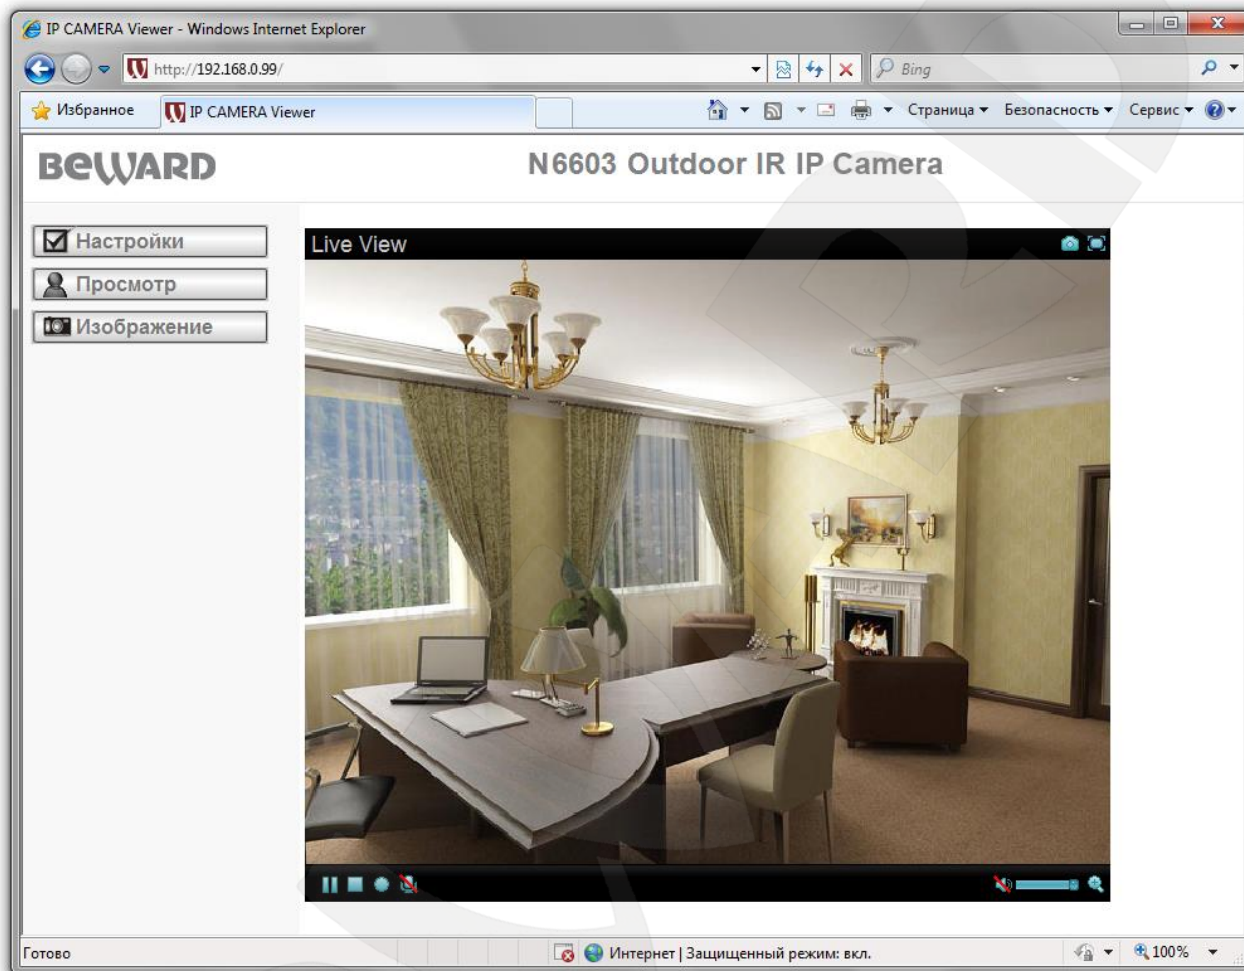 IP CAMERA Viewer - Windows Internet Explorer
http://192.168.0.99/
Bing
Избранное
IP CAMERA Viewer
Страница
Безопасность
Сервис
BEWARD
N6603 Outdoor IR IP Camera
Настройки
Просмотр
Изображение
Live View
Готово
Интернет | Защищенный режим: вкл.
100%